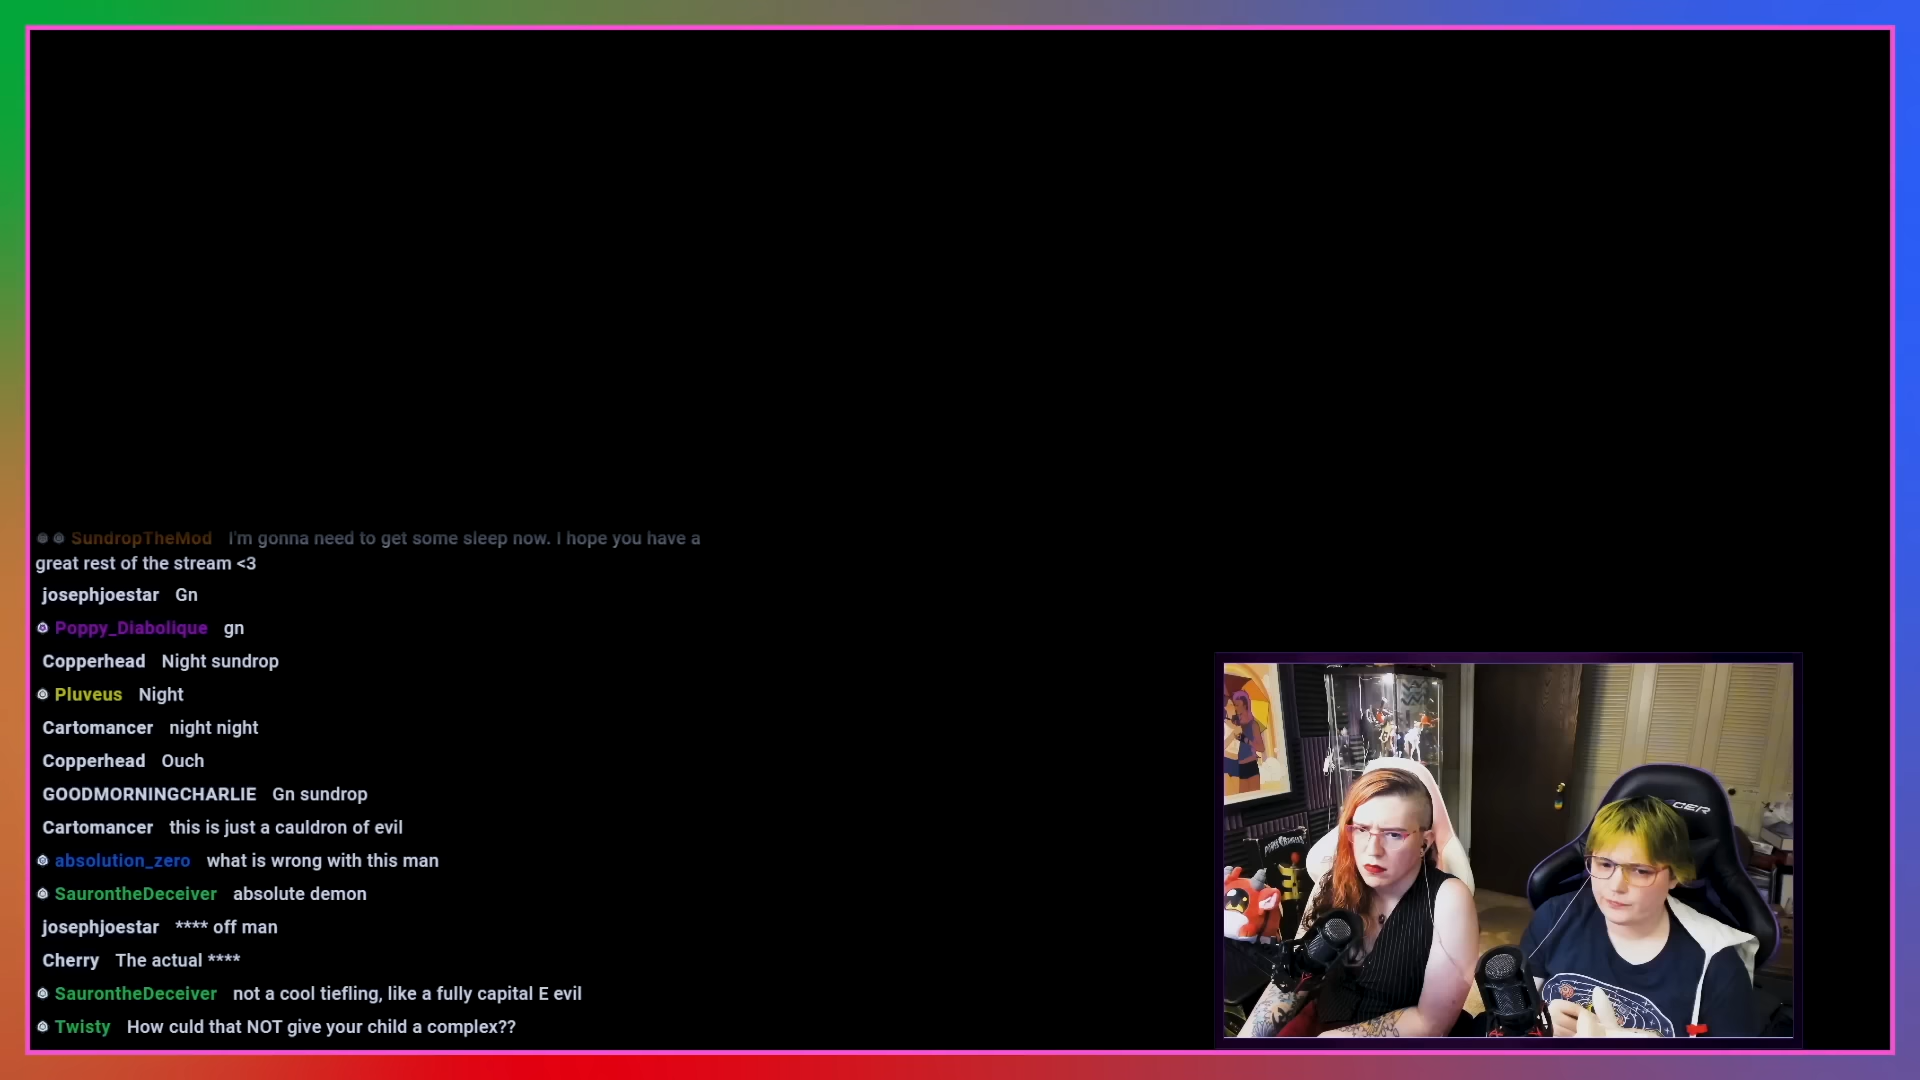 SundropTheMod I'm gonna need to get some sleep now. I hope you have a
great rest of the stream <3
josephjoestar Gn
Poppy_Diabolique gn
Copperhead Night sundrop
Pluveus Night
Cartomancer night night
Copperhead Ouch
GOODMORNINGCHARLIE Gn sundrop
Cartomancer this is just a cauldron of evil
absolution_zero what is wrong with this man
SaurontheDeceiver absolute demon
josephjoestar **** off man
Cherry The actual ****
SaurontheDeceiver not a cool tiefling, like a fully capital E evil
Twisty How culd that NOT give your child a complex??